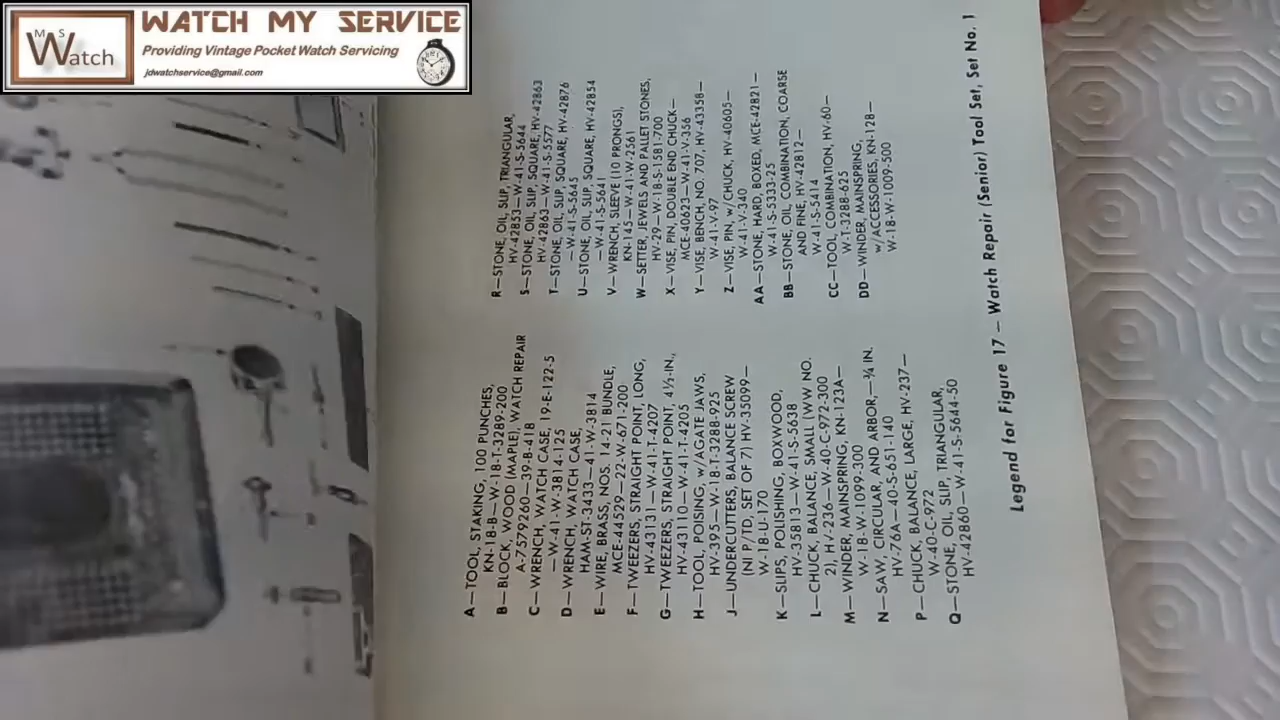 WATCH MY SERVICE
M S
Watch
Providing Vintage Pocket Watch Servicing
jdwatchservice@gmail.com
A—TOOL, STAKING, 100 PUNCHES,
KN-18-B—W-18-T-3289-200
B—BLOCK, WOOD (MAPLE), WATCH REPAIR
A-7579260—39-B-418
C—WRENCH, WATCH CASE, 19-E-122-5
—W-41-W-3814-125
D—WRENCH, WATCH CASE,
HAM-ST-3433—41-W-3814
E—WIRE, BRASS, NOS. 14-21 BUNDLE,
MCE-44529—22-W-671-200
F—TWEEZERS, STRAIGHT POINT, LONG,
HV-43131—W-41-T-4207
G—TWEEZERS, STRAIGHT POINT, 4½-IN.,
HV-43110—W-41-T-4205
H—TOOL, POISING, w/AGATE JAWS,
HV-395—W-18-T-3288-925
J—UNDERCUTTERS, BALANCE SCREW
(NI P/TD, SET OF 7) HV-35099—
W-18-U-170
K—SLIPS, POLISHING, BOXWOOD,
HV-35813—W-41-S-5638
L—CHUCK, BALANCE, SMALL (WW NO.
2), HV-236—W-40-C-972-300
M—WINDER, MAINSPRING, KN-123A—
W-18-W-1099-300
N—SAW, CIRCULAR, AND ARBOR,—¾ IN.
HV-76A—40-S-6511-140
P—CHUCK, BALANCE, LARGE, HV-237—
W-40-C-972
Q—STONE, OIL, SLIP, TRIANGULAR,
HV-42860—W-41-S-5644-50
R—STONE, OIL, SLIP, TRIANGULAR,
HV-42853—W-41-S-5644
S—STONE, OIL, SLIP, SQUARE, HV-42863
HV-42863—W-41-S-5577
T—STONE, OIL, SLIP, SQUARE, HV-42876
—W-41-S-5645
U—STONE, OIL, SLIP, SQUARE, HV-42854
—W-41-S-5641
V—WRENCH, SLEEVE (10 PRONGS),
KN-145—W-41-W-2561
W—SETTER, JEWELS AND PALLET STONES,
HV-29—W-18-S-1581-700
X—VISE, PIN, DOUBLE END CHUCK—
MCE-40623—W-41-V-356
Y—VISE, BENCH, NO. 707, HV-43358—
W-41-V-97
Z—VISE, PIN, w/CHUCK, HV-40605—
W-41-V-340
AA—STONE, HARD, BOXED, MCE-42821—
W-41-S-5333-25
BB—STONE, OIL, COMBINATION, COARSE
AND FINE, HV-42812—
W-41-S-5414
CC—TOOL, COMBINATION, HV-60—
W-T-3288-625
DD—WINDER, MAINSPRING,
w/ACCESSORIES, KN-128—
W-18-W-1009-500
Legend for Figure 17 — Watch Repair (Senior) Tool Set, Set No. 1